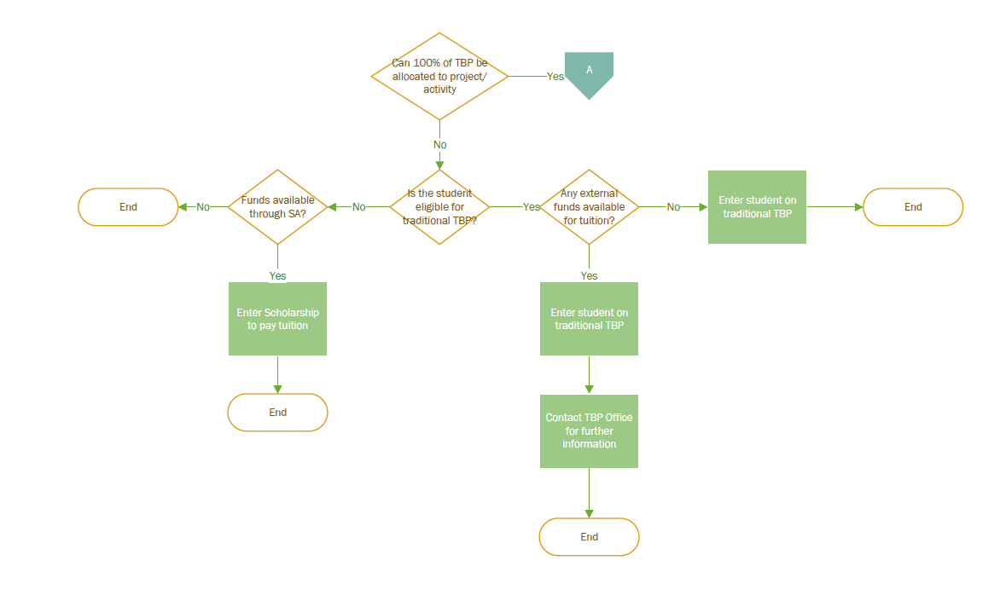 Can 100% of TBP be
allocated to project/
activity
Yes
A
No
End
No
Funds available
through SA?
No
Is the student
eligible for
traditional TBP?
Yes
Any external
funds available
for tuition?
No
Enter student on
traditional TBP
End
Yes
Yes
Enter Scholarship
to pay tuition
Enter student on
traditional TBP
End
Contact TBP Office
for further
information
End